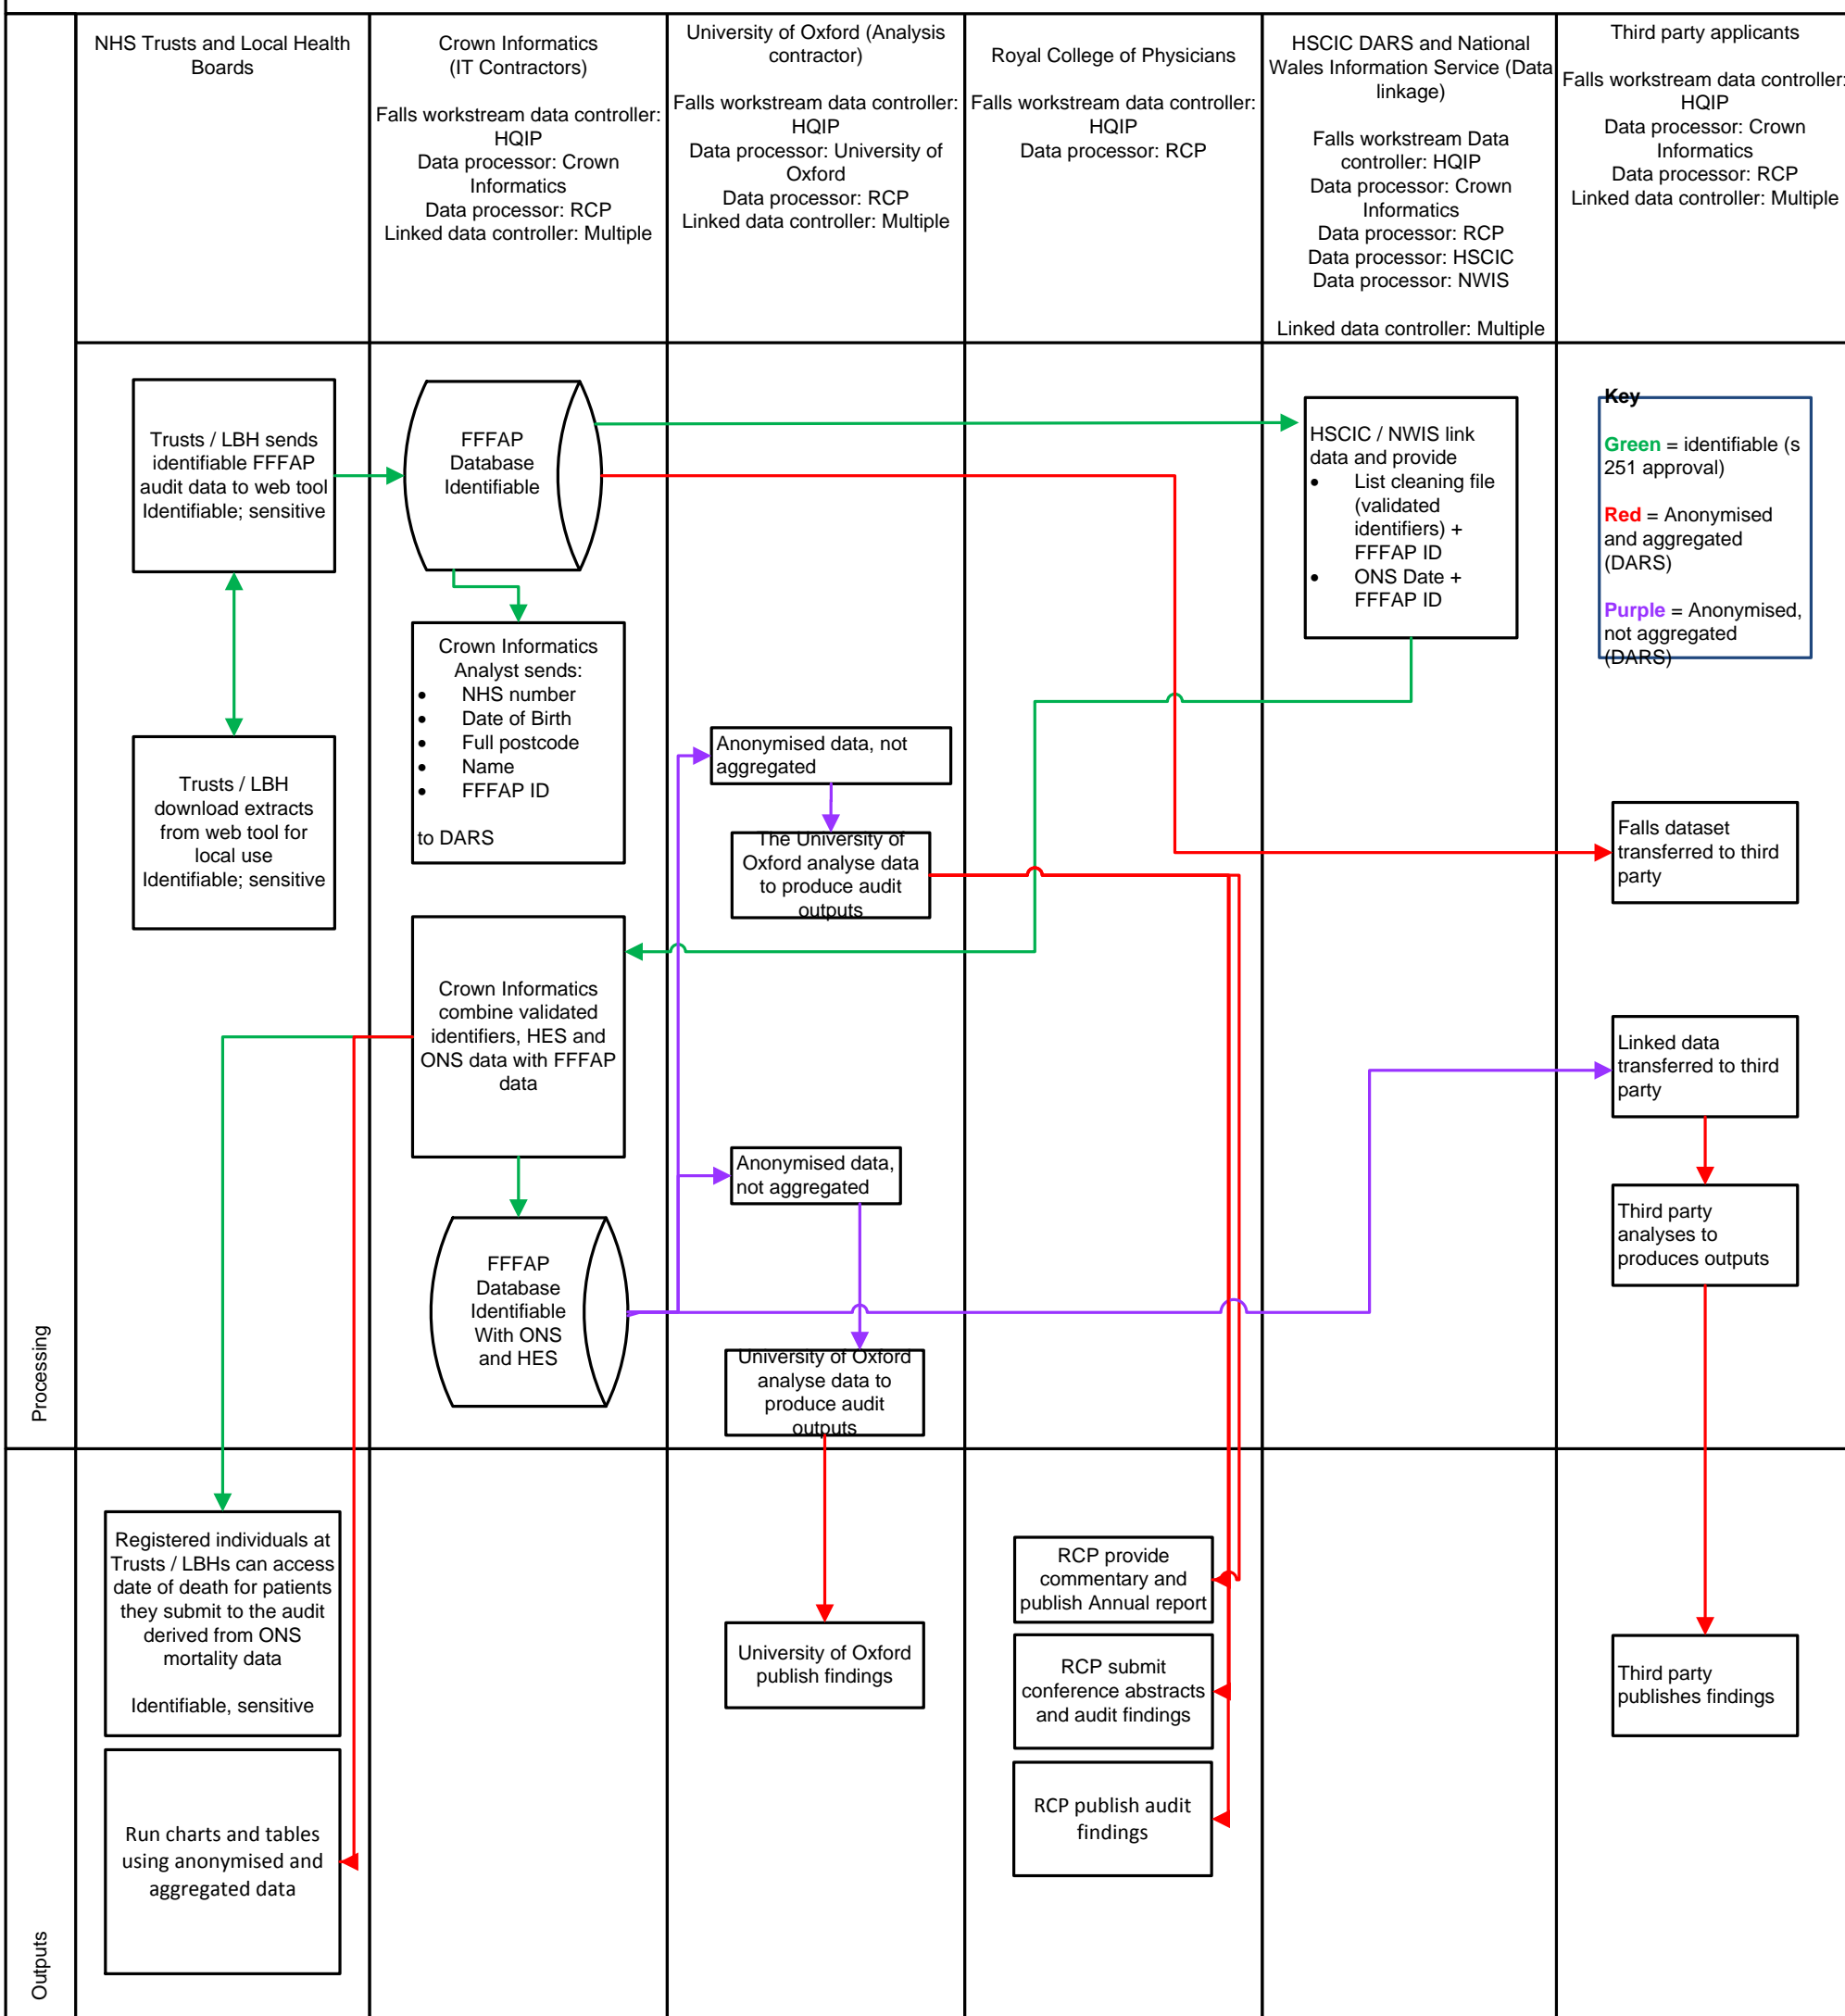 NHS Trusts and Local Health
Boards
Crown Informatics
(IT Contractors)
Falls workstream data controller:
HQIP
Data processor: Crown
Informatics
Data processor: RCP
Linked data controller: Multiple
University of Oxford (Analysis
contractor)
Falls workstream data controller:
HQIP
Data processor: University of
Oxford
Data processor: RCP
Linked data controller: Multiple
Royal College of Physicians
Falls workstream data controller:
HQIP
Data processor: RCP
HSCIC DARS and National
Wales Information Service (Data
linkage)
Falls workstream Data
controller: HQIP
Data processor: Crown
Informatics
Data processor: RCP
Data processor: HSCIC
Data processor: NWIS
Linked data controller: Multiple
Third party applicants
Falls workstream data controller:
HQIP
Data processor: Crown
Informatics
Data processor: RCP
Linked data controller: Multiple
Processing
Trusts / LBH sends
identifiable FFFAP
audit data to web tool
Identifiable; sensitive
Trusts / LBH
download extracts
from web tool for
local use
Identifiable; sensitive
FFFAP
Database
Identifiable
Crown Informatics
Analyst sends:
• NHS number
• Date of Birth
• Full postcode
• Name
• FFFAP ID
to DARS
Crown Informatics
combine validated
identifiers, HES and
ONS data with FFFAP
data
FFFAP
Database
Identifiable
With ONS
and HES
Anonymised data, not
aggregated
The University of
Oxford analyse data
to produce audit
outputs
Anonymised data,
not aggregated
University of Oxford
analyse data to
produce audit
outputs
HSCIC / NWIS link
data and provide
• List cleaning file
(validated
identifiers) +
FFFAP ID
• ONS Date +
FFFAP ID
Key
Green = identifiable (s
251 approval)
Red = Anonymised
and aggregated
(DARS)
Purple = Anonymised,
not aggregated
(DARS)
Falls dataset
transferred to third
party
Linked data
transferred to third
party
Third party
analyses to
produces outputs
Outputs
Registered individuals at
Trusts / LBHs can access
date of death for patients
they submit to the audit
derived from ONS
mortality data
Identifiable, sensitive
Run charts and tables
using anonymised and
aggregated data
University of Oxford
publish findings
RCP provide
commentary and
publish Annual report
RCP submit
conference abstracts
and audit findings
RCP publish audit
findings
Third party
publishes findings